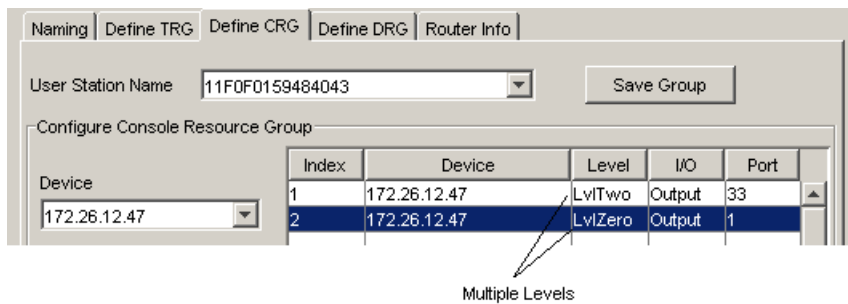 Naming Define TRG Define CRG Define DRG Router Info
User Station Name 11F0F0159484043 Save Group
Configure Console Resource Group
Device
172.26.12.47
Index Device Level I/O Port
1 172.26.12.47 LvlTwo Output 33
2 172.26.12.47 LvlZero Output 1
Multiple Levels